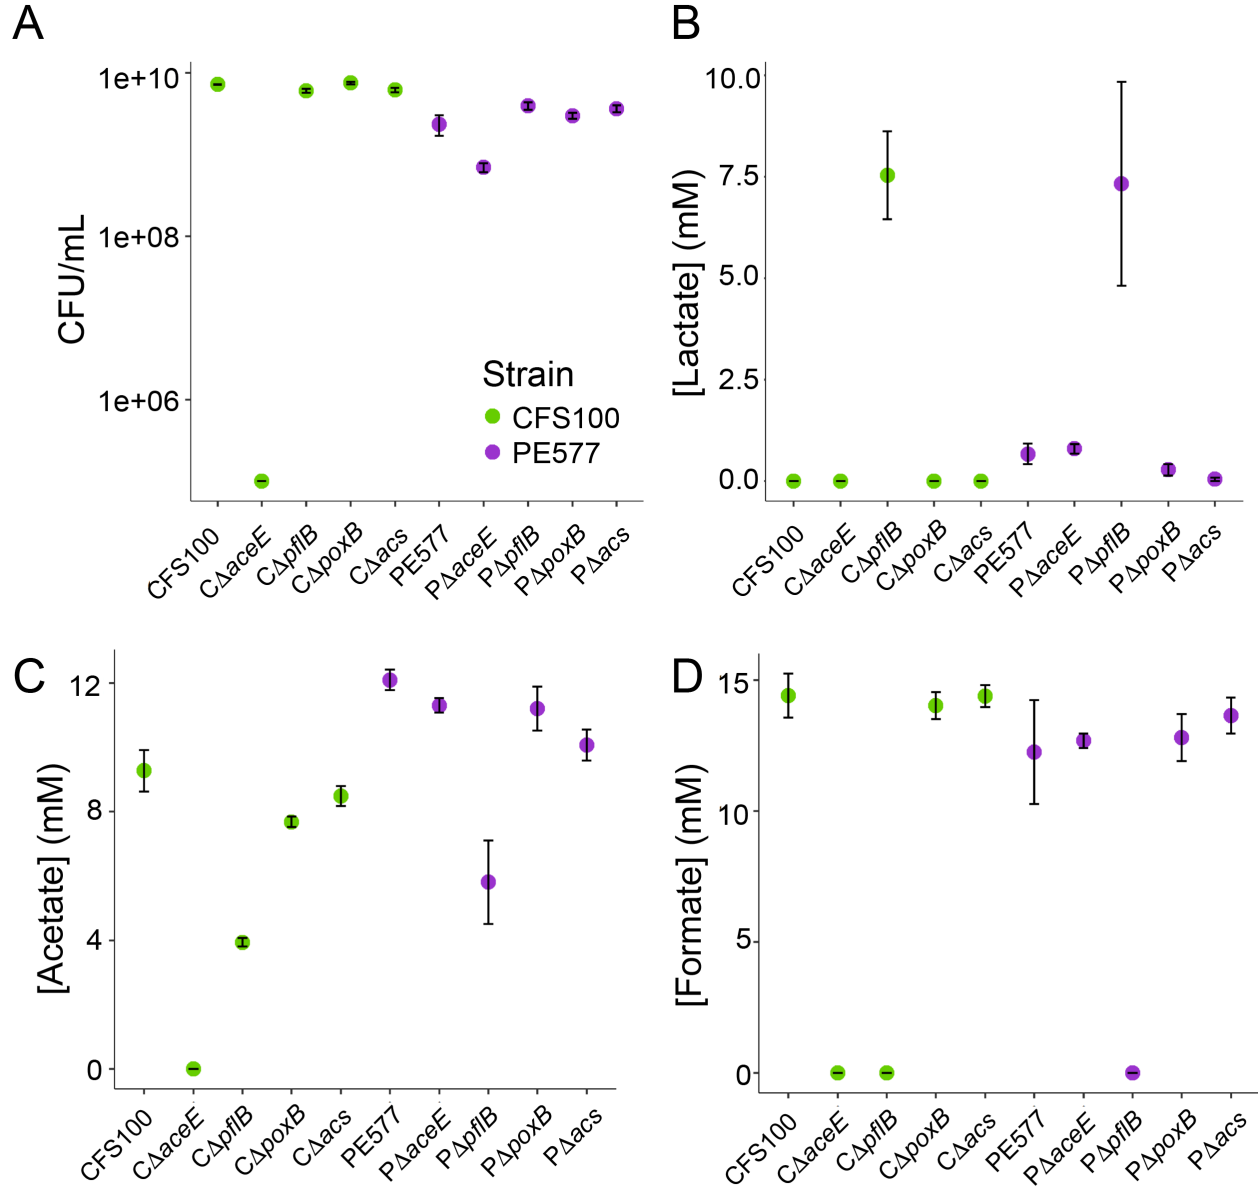 A
1e+10
1e+08
1e+06
CFU/mL
Strain
CFS100
PE577
CFS100
CΔaceE
CΔpflB
CΔpoxB
CΔacs
PE577
PΔaceE
PΔpflB
PΔpoxB
PΔacs
B
10.0
7.5
5.0
2.5
0.0
[Lactate] (mM)
CFS100
CΔaceE
CΔpflB
CΔpoxB
CΔacs
PE577
PΔaceE
PΔpflB
PΔpoxB
PΔacs
C
12
8
4
0
[Acetate] (mM)
CFS100
CΔaceE
CΔpflB
CΔpoxB
CΔacs
PE577
PΔaceE
PΔpflB
PΔpoxB
PΔacs
D
15
10
5
0
[Formate] (mM)
CFS100
CΔaceE
CΔpflB
CΔpoxB
CΔacs
PE577
PΔaceE
PΔpflB
PΔpoxB
PΔacs